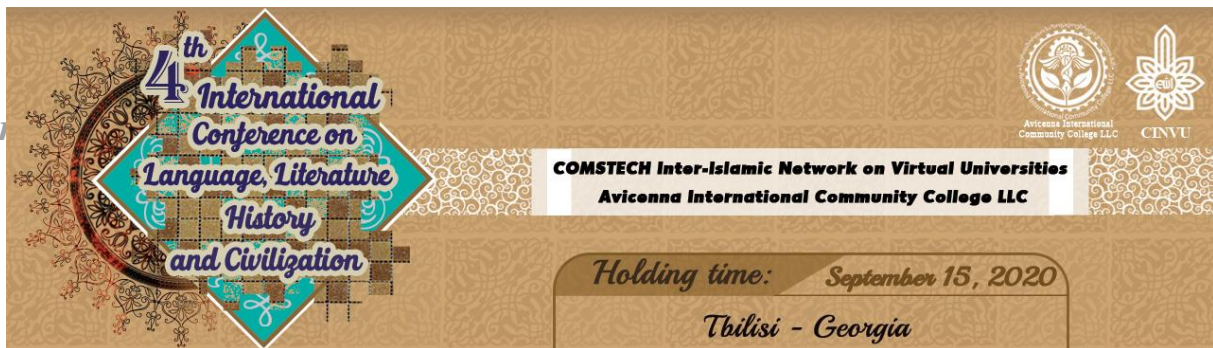 4th
International
Conference on
Language, Literature
History
and Civilization
Avicenna International
Community College LLC
CINVU
COMSTECH Inter-Islamic Network on Virtual Universities
Avicenna International Community College LLC
Holding time: September 15, 2020
Tbilisi - Georgia